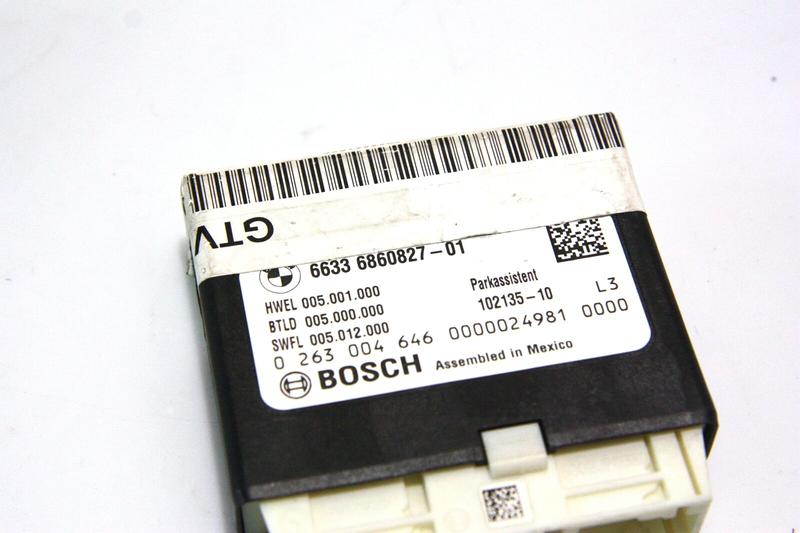 GTV
6633 6860827-01
HWEL 005.001.000
BTLD 005.000.000
SWFL 005.012.000
Parkassistent
102135-10
L3
0 263 004 646 0000024981 0000
BOSCH Assembled in Mexico